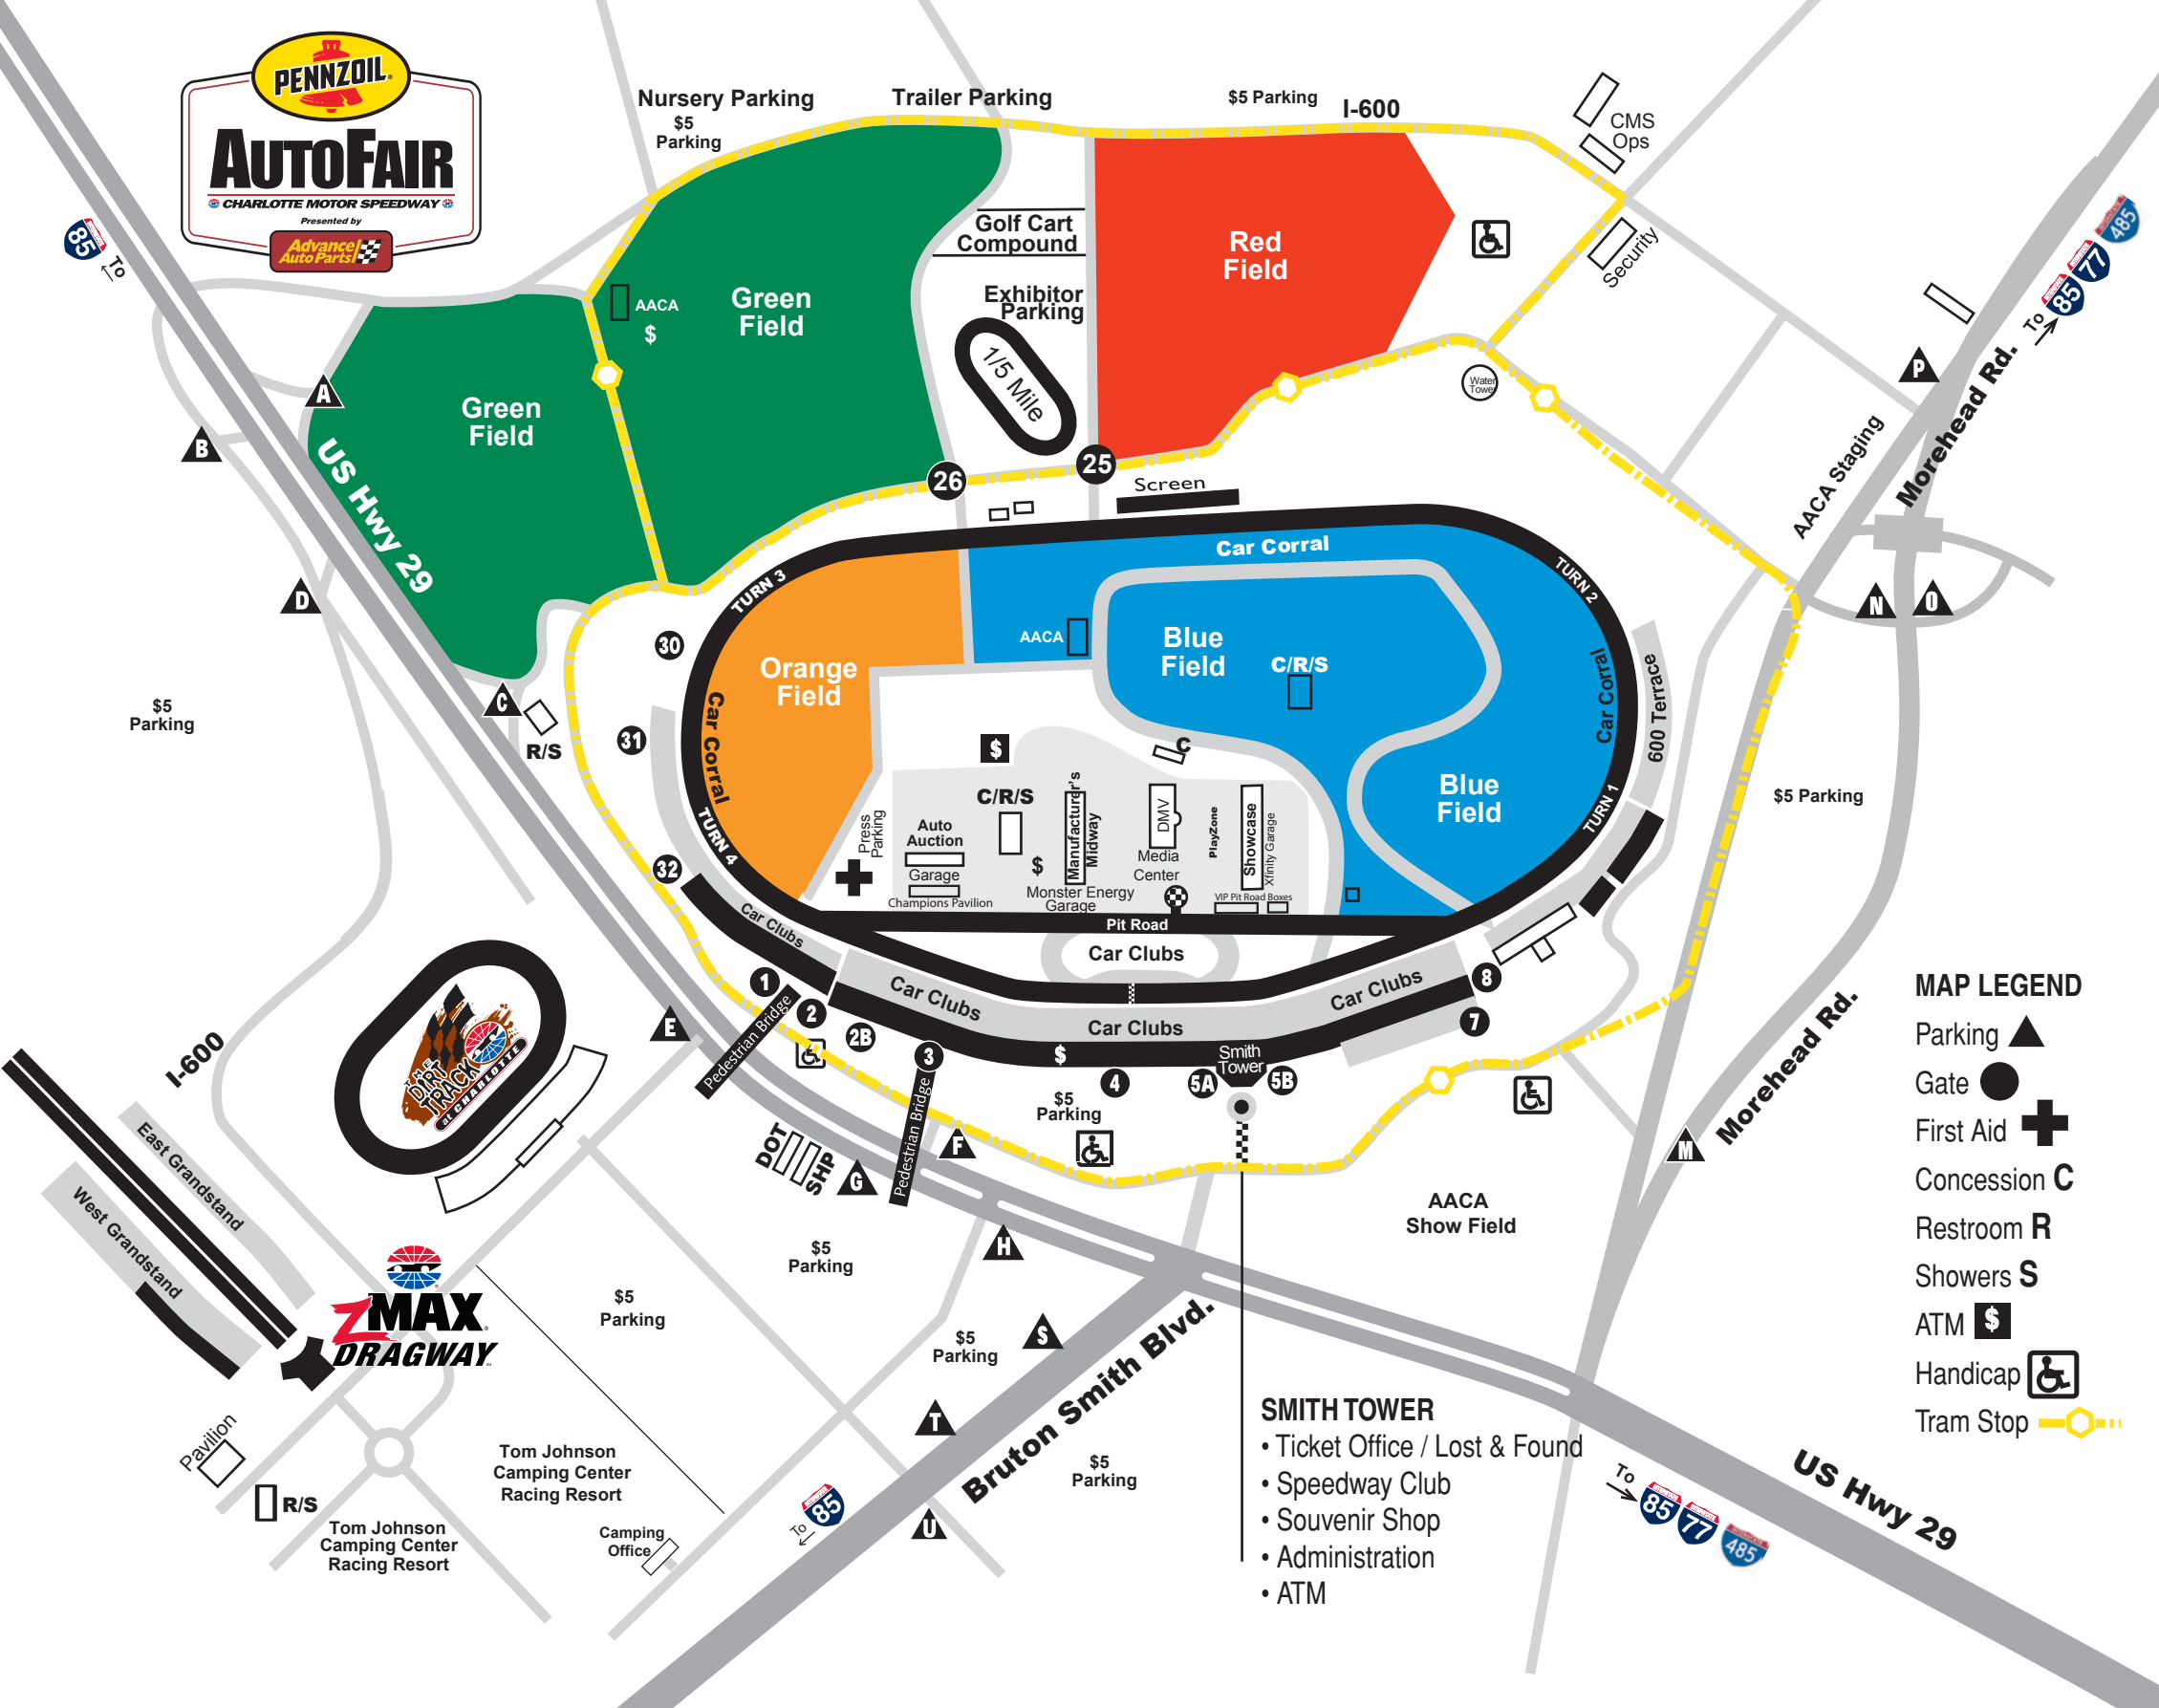 PENNZOIL
AUTOFAIR
CHARLOTTE MOTOR SPEEDWAY
Presented by
Advance
Auto Parts
Nursery Parking
$5
Parking
Trailer Parking
$5 Parking
I-600
CMS
Ops
Security
85
To
485
77
85
To
Golf Cart
Compound
Exhibitor
Parking
1/5 Mile
Red
Field
Green
Field
AACA
$
Green
Field
Water
Tower
A
B
C
D
P
US Hwy 29
Morehead Rd.
AACA Staging
26
25
Screen
N
O
Car Corral
TURN 3
TURN 2
30
31
32
Orange
Field
Car Corral
TURN 4
AACA
Blue
Field
C/R/S
Car Corral
600 Terrace
Blue
Field
TURN 1
$5
Parking
R/S
$5 Parking
$
C
C/R/S
Press
Parking
Auto
Auction
Garage
Champions Pavilion
$
Manufacturer's
Midway
Monster Energy
Garage
DMV
Media
Center
PlayZone
Showcase
Xfinity Garage
VIP Pit Road Boxes
Pit Road
Car Clubs
Car Clubs
Car Clubs
Car Clubs
Car Clubs
1
2
2B
3
4
5A
5B
7
8
$
Smith
Tower
$5
Parking
Pedestrian Bridge
Pedestrian Bridge
E
F
G
H
M
DOT
SHP
Morehead Rd.
AACA
Show Field
I-600
THE
DIRT
TRACK
at CHARLOTTE
East Grandstand
West Grandstand
ZMAX
DRAGWAY
$5
Parking
$5
Parking
$5
Parking
S
T
U
Bruton Smith Blvd.
$5
Parking
Pavilion
R/S
Tom Johnson
Camping Center
Racing Resort
Tom Johnson
Camping Center
Racing Resort
Camping
Office
85
To
SMITH TOWER
• Ticket Office / Lost & Found
• Speedway Club
• Souvenir Shop
• Administration
• ATM
To
85
77
485
US Hwy 29
MAP LEGEND
Parking
Gate
First Aid
Concession C
Restroom R
Showers S
ATM $
Handicap
Tram Stop